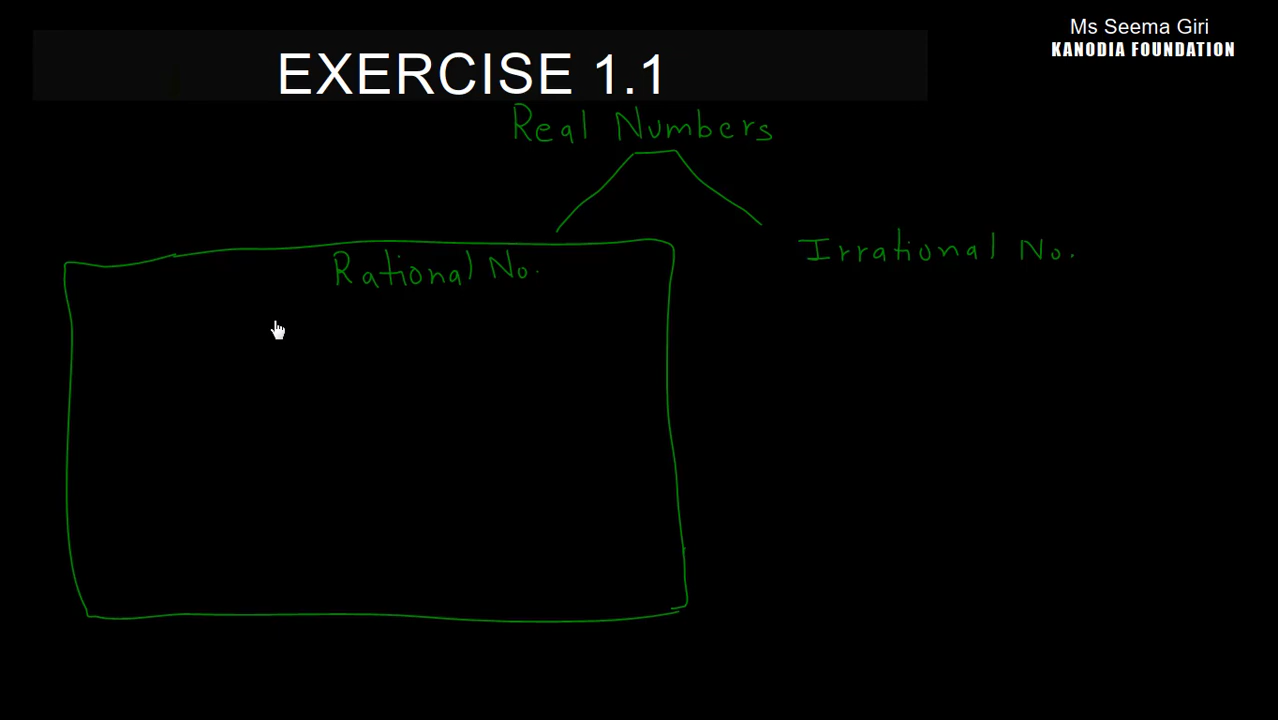 Ms Seema Giri
KANODIA FOUNDATION
EXERCISE 1.1
Real Numbers
Rational No.
Irrational No.